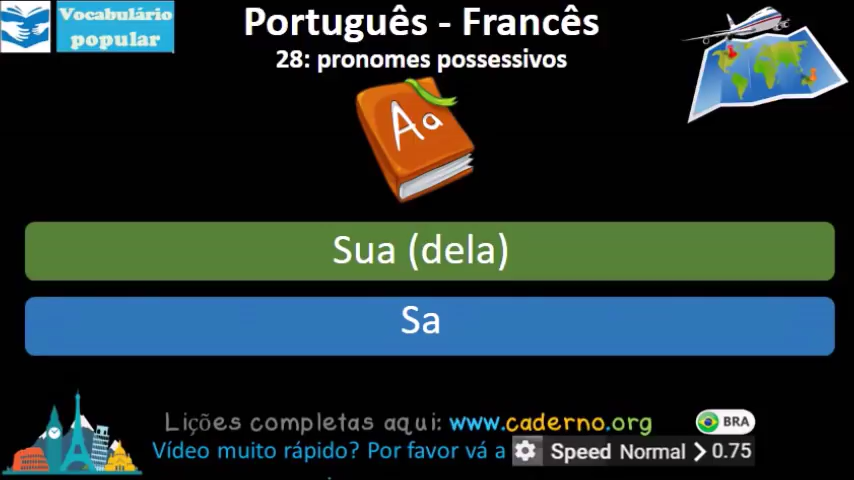 Vocabulário
popular
Português - Francês
28: pronomes possessivos
Aa
Sua (dela)
Sa
Lições completas aqui: www.caderno.org
BRA
Vídeo muito rápido? Por favor vá a Speed Normal > 0.75